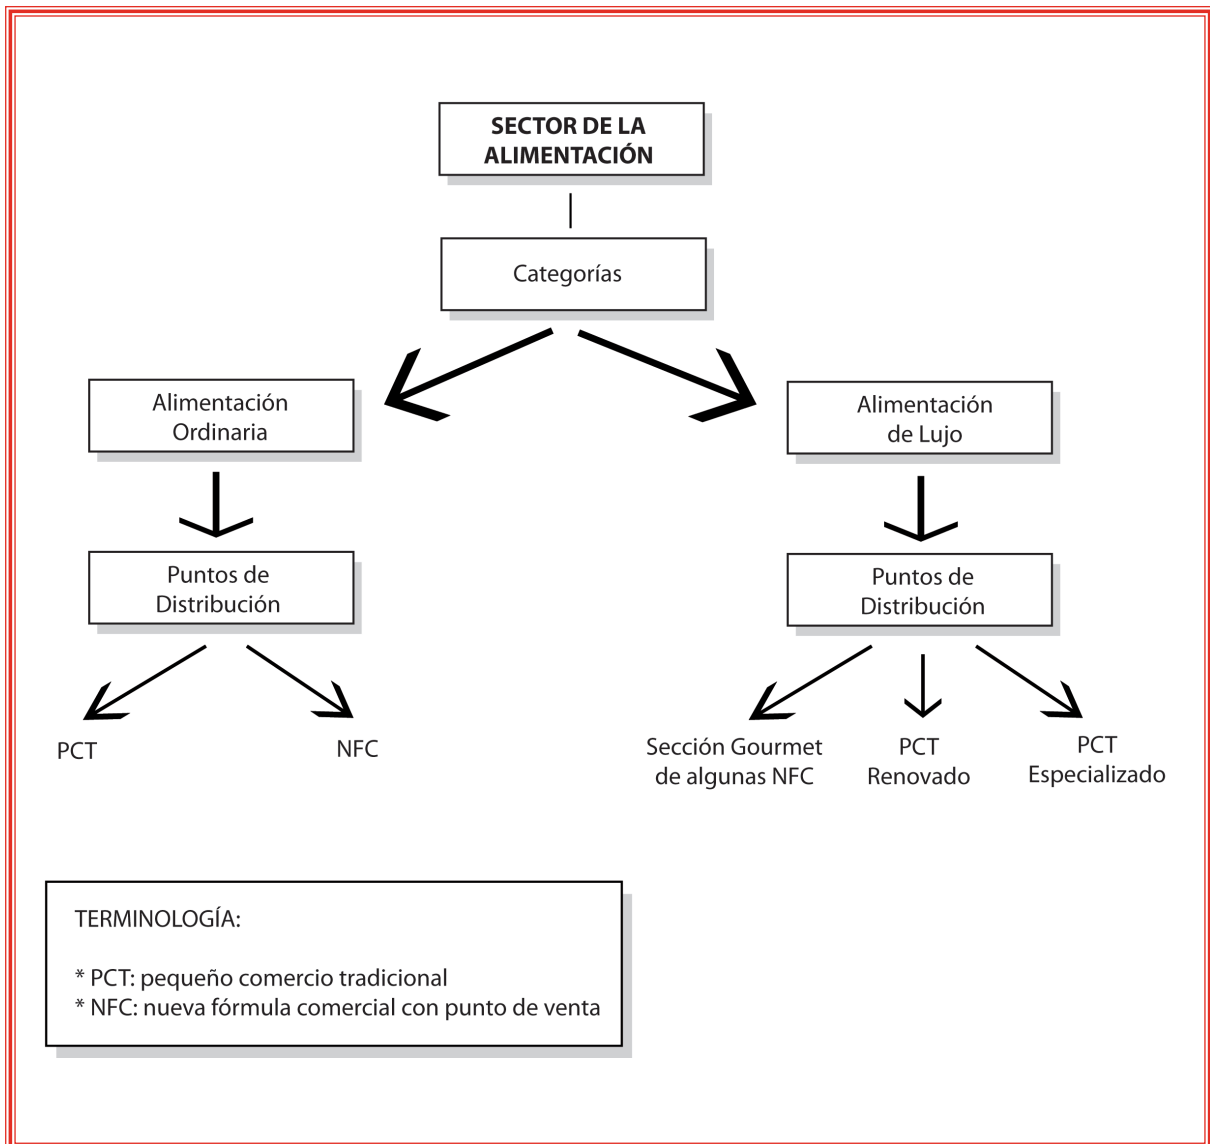 SECTOR DE LA
ALIMENTACIÓN
Categorías
Alimentación
Ordinaria
Alimentación
de Lujo
Puntos de
Distribución
Puntos de
Distribución
PCT
NFC
Sección Gourmet
de algunas NFC
PCT
Renovado
PCT
Especializado
TERMINOLOGÍA:
* PCT: pequeño comercio tradicional
* NFC: nueva fórmula comercial con punto de venta